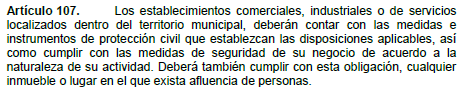 Artículo 107. Los establecimientos comerciales, industriales o de servicios
localizados dentro del territorio municipal, deberán contar con las medidas e
instrumentos de protección civil que establezcan las disposiciones aplicables, así
como cumplir con las medidas de seguridad de su negocio de acuerdo a la
naturaleza de su actividad. Deberá también cumplir con esta obligación, cualquier
inmueble o lugar en el que exista afluencia de personas.